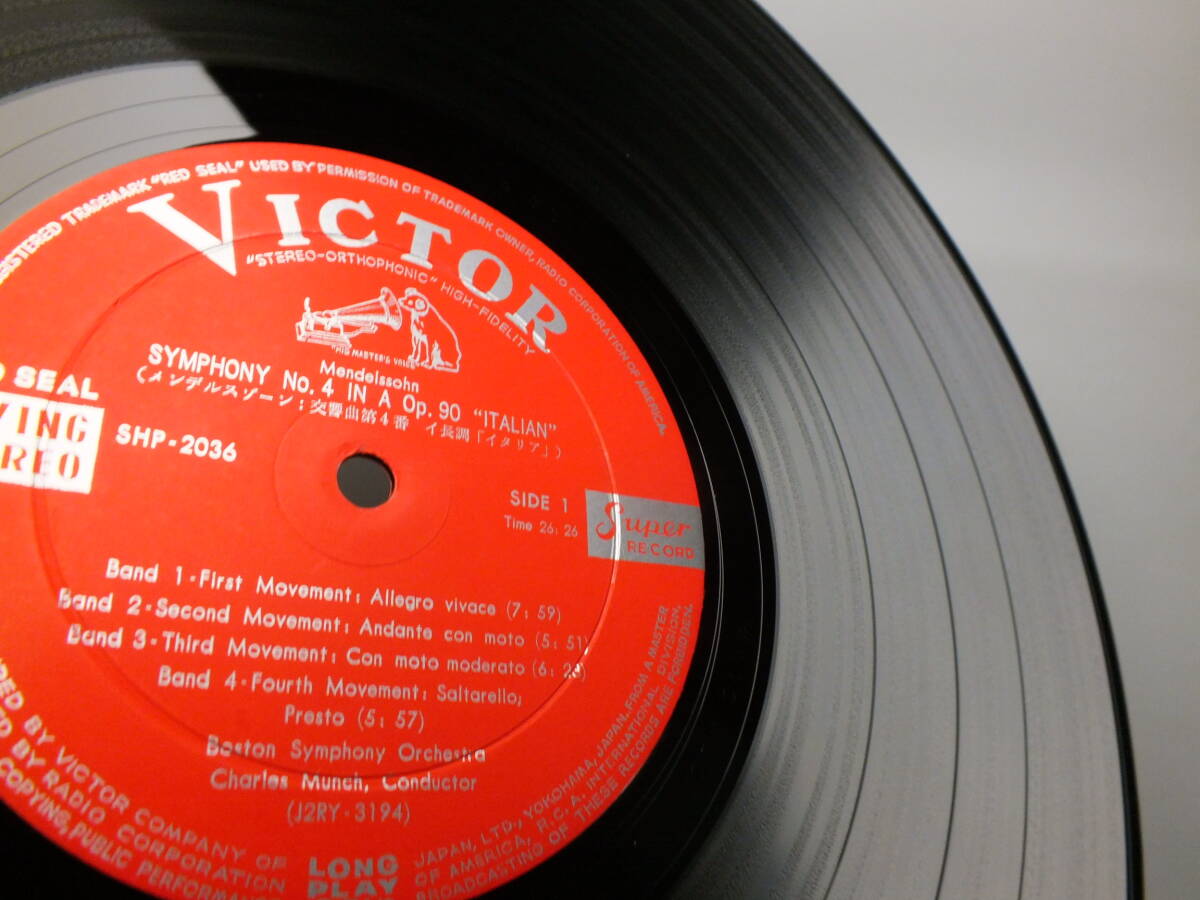 REGISTERED TRADEMARK "RED SEAL" USED BY PERMISSION OF TRADEMARK OWNER, RADIO CORPORATION OF AMERICA.
VICTOR
"STEREO-ORTHOPHONIC" HIGH-FIDELITY
"HIS MASTER'S VOICE"
Mendelssohn
SYMPHONY No. 4 IN A Op. 90 "ITALIAN"
(メンデルスゾーン; 交響曲第4番 イ長調「イタリア」)
SEAL
SHP-2036
SIDE 1
Time 26: 26
Super
RECORD
Band 1-First Movement: Allegro vivace (7: 59)
Band 2-Second Movement: Andante con moto (5: 51)
Band 3-Third Movement: Con moto moderato (6: 28)
Band 4-Fourth Movement: Saltarello;
Presto (5: 57)
Boston Symphony Orchestra
Charles Munch, Conductor
(J2RY-3194)
LONG
PLAY
BY VICTOR COMPANY OF JAPAN, LTD., YOKOHAMA, JAPAN, FROM A MASTER
BY RADIO CORPORATION OF AMERICA, R. C. A. INTERNATIONAL DIVISION.
COPYING, PUBLIC PERFORMANCE BROADCASTING OF THESE RECORDS ARE FORBIDDEN.